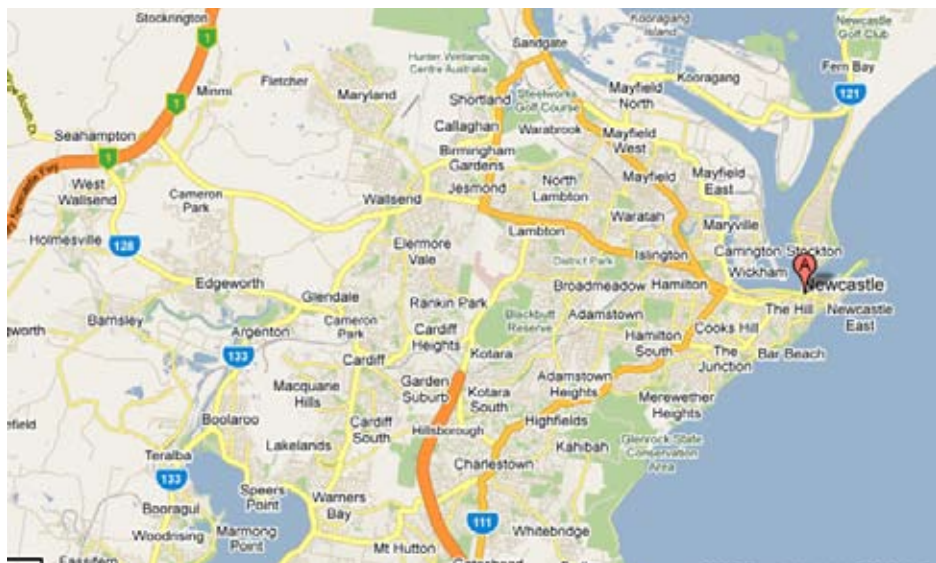 Stockrington
1
Kooragang
Island
Newcastle
Golf Club
Sandgate
Hunter Wetlands
Centre Australia
Fletcher
Minmi
Maryland
Kooragang
Fern Bay
121
Shortland
Steelworks
Golf Course
Mayfield
North
1
Seahampton
Callaghan
Warabrook
Mayfield
West
1
Birmingham
Gardens
West
Wallsend
Cameron
Park
Wallsend
Jesmond
North
Lambton
Mayfield
Mayfield
East
Waratah
Maryville
Holmesville
128
Elermore
Vale
Lambton
District Park
Islington
Carrington
Stockton
Wickham
A
Edgeworth
Glendale
Rankin Park
Broadmeadow
Hamilton
Newcastle
Barnsley
Argenton
Cameron
Park
Cardiff
Heights
Blackbutt
Reserve
Adamstown
The Hill
Newcastle
East
gworth
Hamilton
South
Cooks Hill
133
Cardiff
Kotara
The
Junction
Bar Beach
Macquarie
Hills
Garden
Suburb
Kotara
South
Adamstown
Heights
Merewether
Heights
efield
Boolaroo
Lakelands
Cardiff
South
Hillsborough
Highfields
Kahibah
Glenrock State
Conservation
Area
Teralba
133
Charlestown
Speers
Point
Warners
Bay
Booragul
Marmong
Point
Woodrising
111
Whitebridge
Mt Hutton